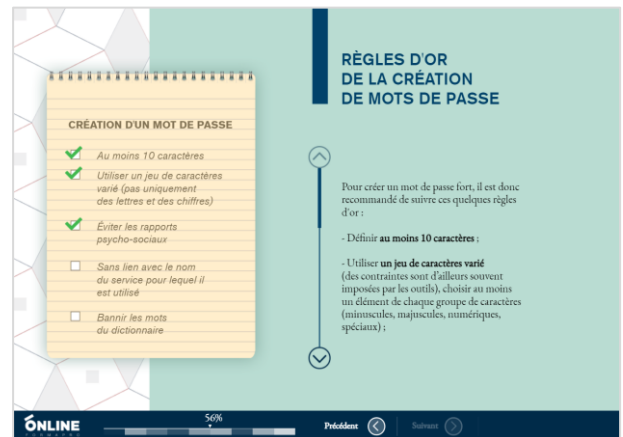 CRÉATION D'UN MOT DE PASSE
Au moins 10 caractères
Utiliser un jeu de caractères
varié (pas uniquement
des lettres et des chiffres)
Éviter les rapports
psycho-sociaux
Sans lien avec le nom
du service pour lequel il
est utilisé
Bannir les mots
du dictionnaire
RÈGLES D'OR
DE LA CRÉATION
DE MOTS DE PASSE
Pour créer un mot de passe fort, il est donc
recommandé de suivre ces quelques règles
d'or :
- Définir au moins 10 caractères ;
- Utiliser un jeu de caractères varié
(des contraintes sont d'ailleurs souvent
imposées par les outils), choisir au moins
un élément de chaque groupe de caractères
(minuscules, majuscules, numériques,
spéciaux) ;
ÓNLINE
56%
Précédent
Suivant